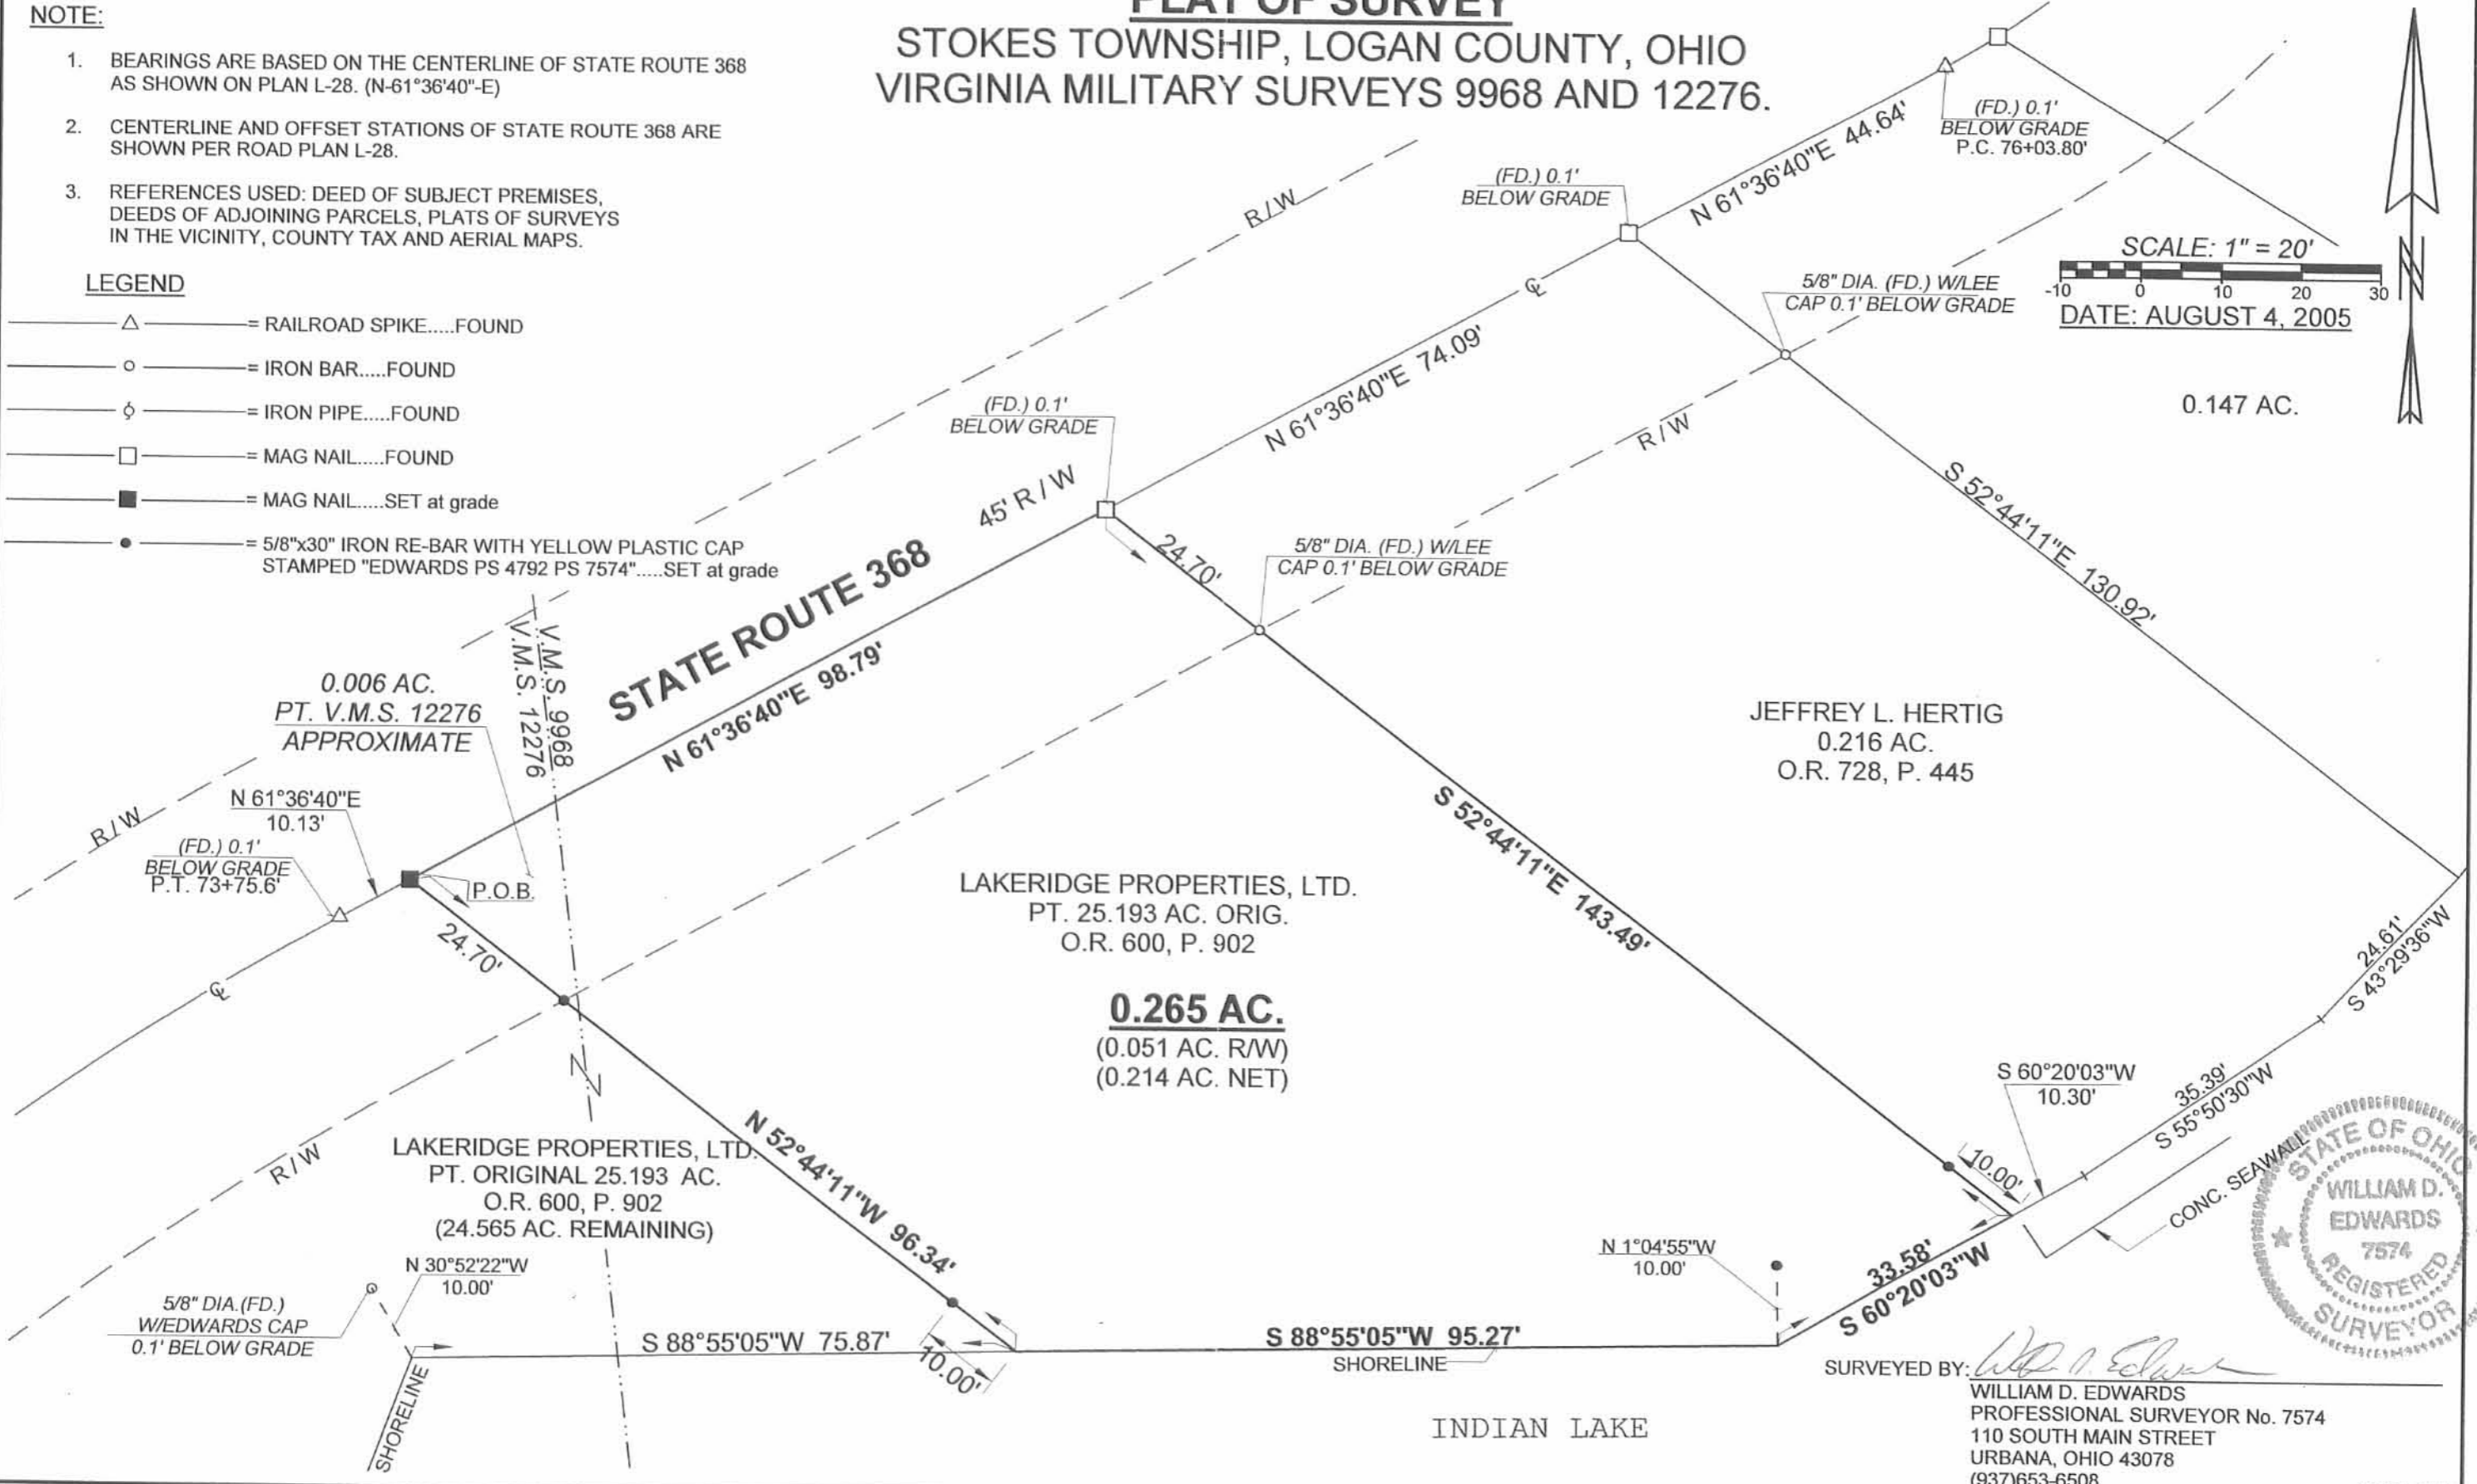 PLAT OF SURVEY
STOKES TOWNSHIP, LOGAN COUNTY, OHIO
VIRGINIA MILITARY SURVEYS 9968 AND 12276.
NOTE:
1. BEARINGS ARE BASED ON THE CENTERLINE OF STATE ROUTE 368
AS SHOWN ON PLAN L-28. (N-61°36'40"-E)
2. CENTERLINE AND OFFSET STATIONS OF STATE ROUTE 368 ARE
SHOWN PER ROAD PLAN L-28.
3. REFERENCES USED: DEED OF SUBJECT PREMISES,
DEEDS OF ADJOINING PARCELS, PLATS OF SURVEYS
IN THE VICINITY, COUNTY TAX AND AERIAL MAPS.
LEGEND
= RAILROAD SPIKE.....FOUND
= IRON BAR.....FOUND
= IRON PIPE.....FOUND
= MAG NAIL.....FOUND
= MAG NAIL.....SET at grade
= 5/8"x30" IRON RE-BAR WITH YELLOW PLASTIC CAP
STAMPED "EDWARDS PS 4792 PS 7574".....SET at grade
(FD.) 0.1'
BELOW GRADE
P.C. 76+03.80'
N 61°36'40"E 44.64'
(FD.) 0.1'
BELOW GRADE
R/W
SCALE: 1" = 20'
-10 0 10 20 30
DATE: AUGUST 4, 2005
N
0.147 AC.
5/8" DIA. (FD.) W/LEE
CAP 0.1' BELOW GRADE
℄
N 61°36'40"E 74.09'
R/W
(FD.) 0.1'
BELOW GRADE
45' R/W
24.70'
5/8" DIA. (FD.) W/LEE
CAP 0.1' BELOW GRADE
S 52°44'11"E 130.92'
STATE ROUTE 368
N 61°36'40"E 98.79'
V.M.S. 9968
V.M.S. 12276
0.006 AC.
PT. V.M.S. 12276
APPROXIMATE
N 61°36'40"E
10.13'
R/W
(FD.) 0.1'
BELOW GRADE
P.T. 73+75.6'
P.O.B.
24.70'
℄
JEFFREY L. HERTIG
0.216 AC.
O.R. 728, P. 445
S 52°44'11"E 143.49'
LAKERIDGE PROPERTIES, LTD.
PT. 25.193 AC. ORIG.
O.R. 600, P. 902
0.265 AC.
(0.051 AC. R/W)
(0.214 AC. NET)
24.61'
S 43°29'36"W
S 60°20'03"W
10.30'
35.39'
S 55°50'30"W
CONC. SEAWALL
10.00'
R/W
LAKERIDGE PROPERTIES, LTD.
PT. ORIGINAL 25.193 AC.
O.R. 600, P. 902
(24.565 AC. REMAINING)
N 52°44'11"W 96.34'
N 30°52'22"W
10.00'
5/8" DIA.(FD.)
W/EDWARDS CAP
0.1' BELOW GRADE
S 88°55'05"W 75.87'
10.00'
S 88°55'05"W 95.27'
SHORELINE
N 1°04'55"W
10.00'
33.58'
S 60°20'03"W
SHORELINE
INDIAN LAKE
STATE OF OHIO
WILLIAM D.
EDWARDS
7574
REGISTERED
SURVEYOR
SURVEYED BY:
WILLIAM D. EDWARDS
PROFESSIONAL SURVEYOR No. 7574
110 SOUTH MAIN STREET
URBANA, OHIO 43078
(937)653-6508